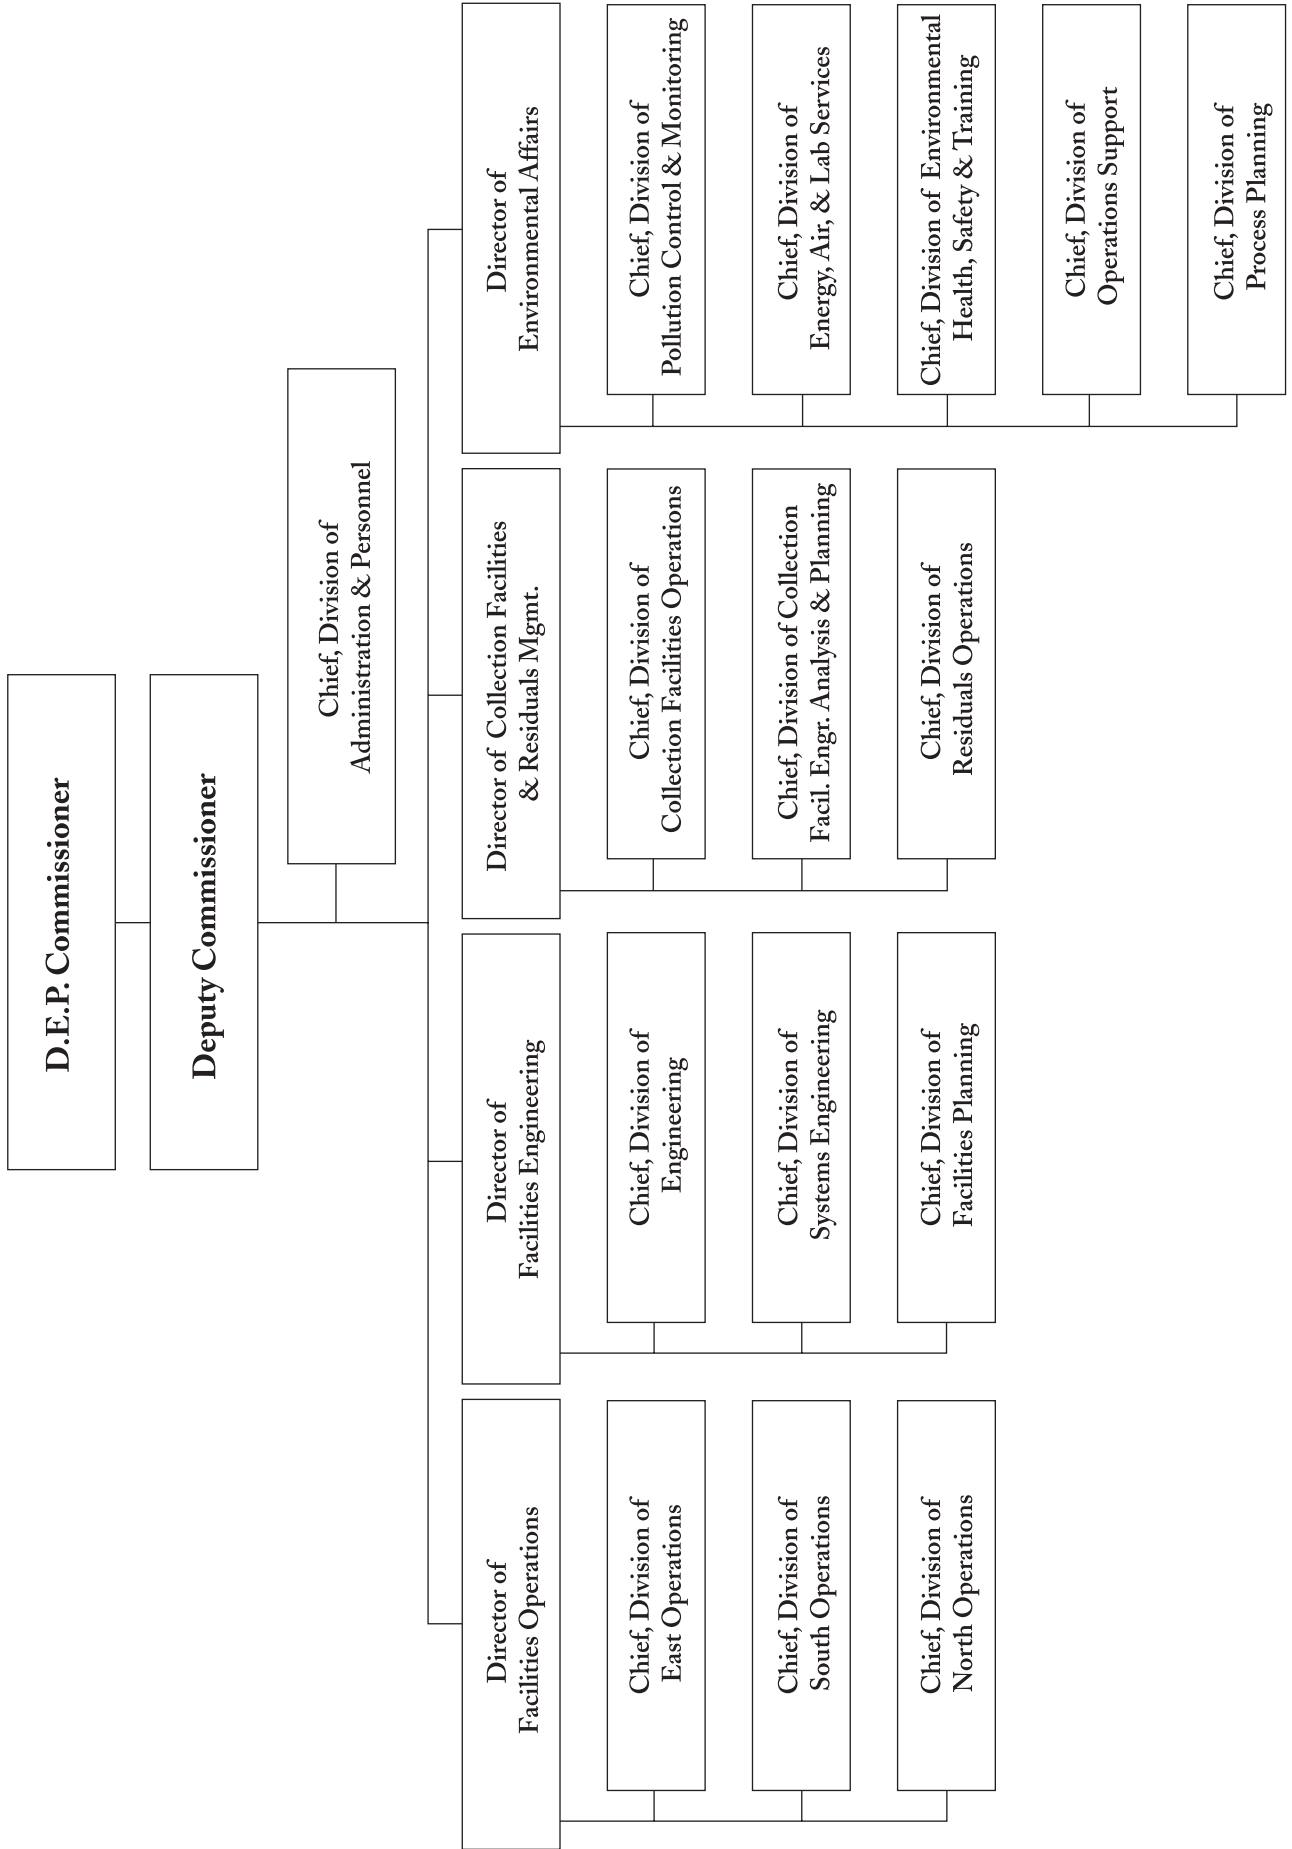 D.E.P. Commissioner
Deputy Commissioner
Chief, Division of
Administration & Personnel
Director of
Facilities Operations
Chief, Division of
East Operations
Chief, Division of
South Operations
Chief, Division of
North Operations
Director of
Facilities Engineering
Chief, Division of
Engineering
Chief, Division of
Systems Engineering
Chief, Division of
Facilities Planning
Director of Collection Facilities
& Residuals Mgmt.
Chief, Division of
Collection Facilities Operations
Chief, Division of Collection
Facil. Engr. Analysis & Planning
Chief, Division of
Residuals Operations
Director of
Environmental Affairs
Chief, Division of
Pollution Control & Monitoring
Chief, Division of
Energy, Air, & Lab Services
Chief, Division of Environmental
Health, Safety & Training
Chief, Division of
Operations Support
Chief, Division of
Process Planning